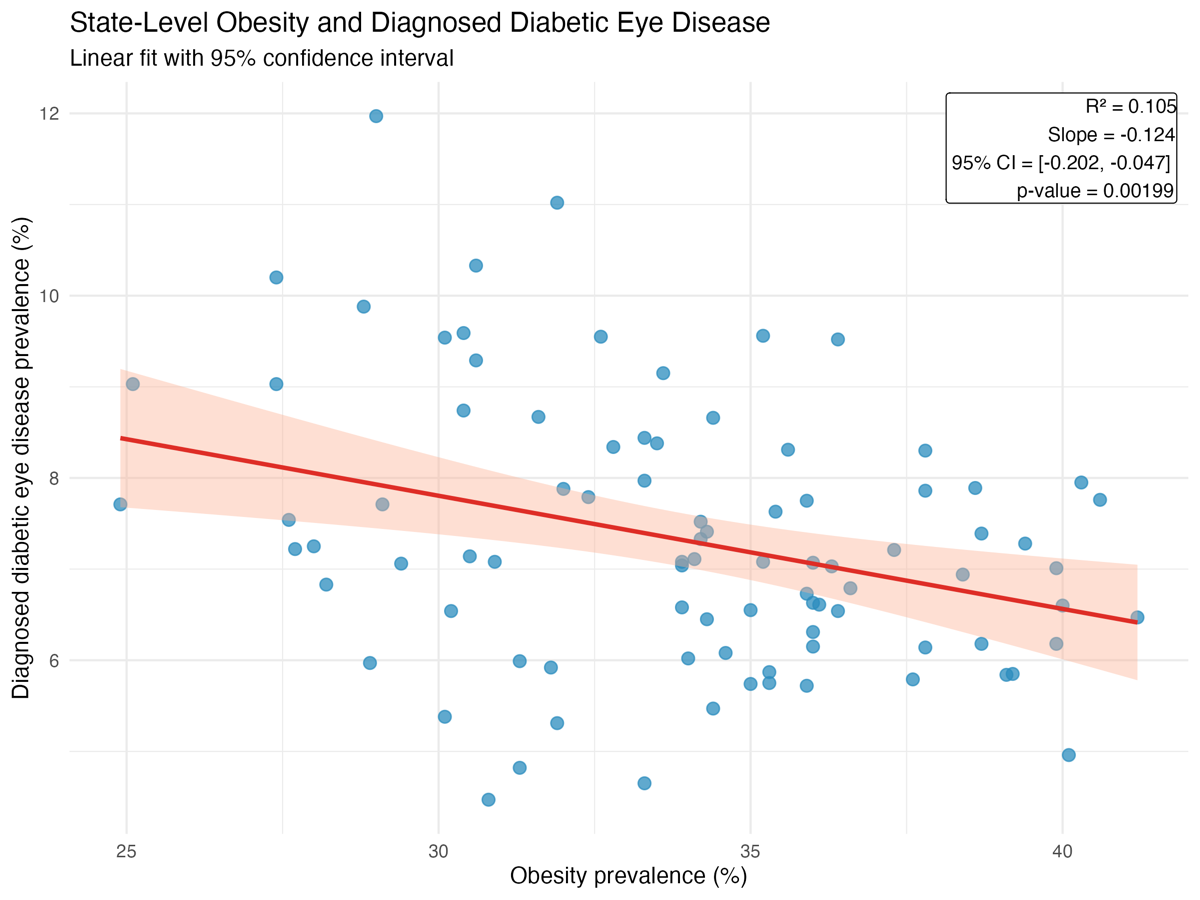 State-Level Obesity and Diagnosed Diabetic Eye Disease
Linear fit with 95% confidence interval
R² = 0.105
Slope = -0.124
95% CI = [-0.202, -0.047]
p-value = 0.00199
Diagnosed diabetic eye disease prevalence (%)
12
10
8
6
25 30 35 40
Obesity prevalence (%)